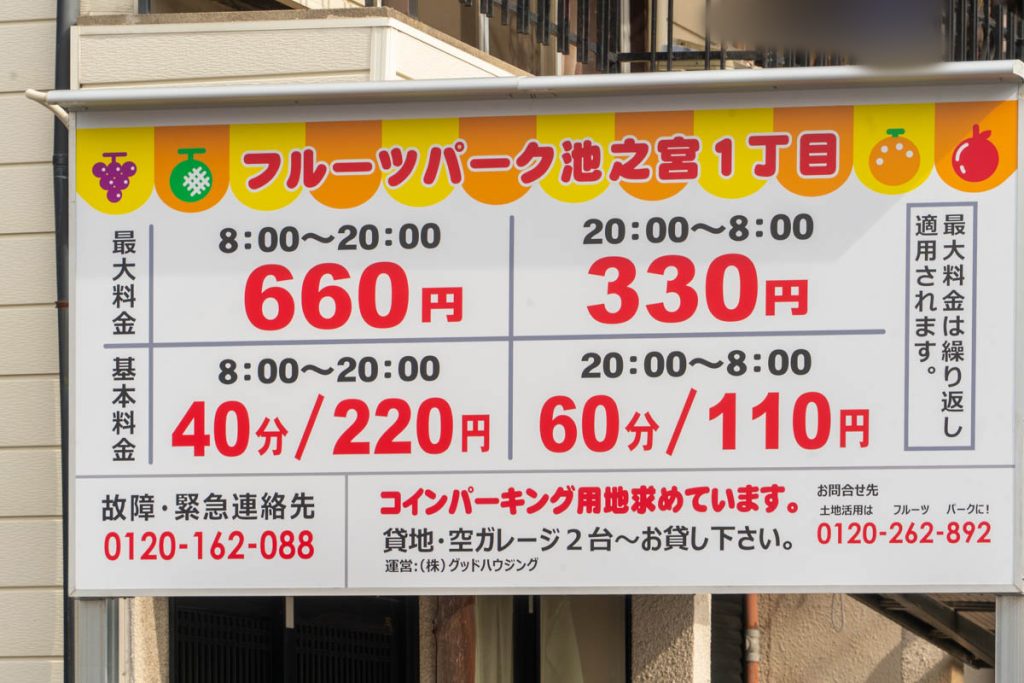 フルーツパーク池之宮1丁目
最大料金
8:00～20:00
660円
20:00～8:00
330円
基本料金
8:00～20:00
40分/220円
20:00～8:00
60分/110円
最大料金は繰り返し
適用されます。
故障・緊急連絡先
0120-162-088
コインパーキング用地求めています。
貸地・空ガレージ2台～お貸し下さい。
運営:(株)グッドハウジング
お問合せ先
土地活用は フルーツ パークに!
0120-262-892